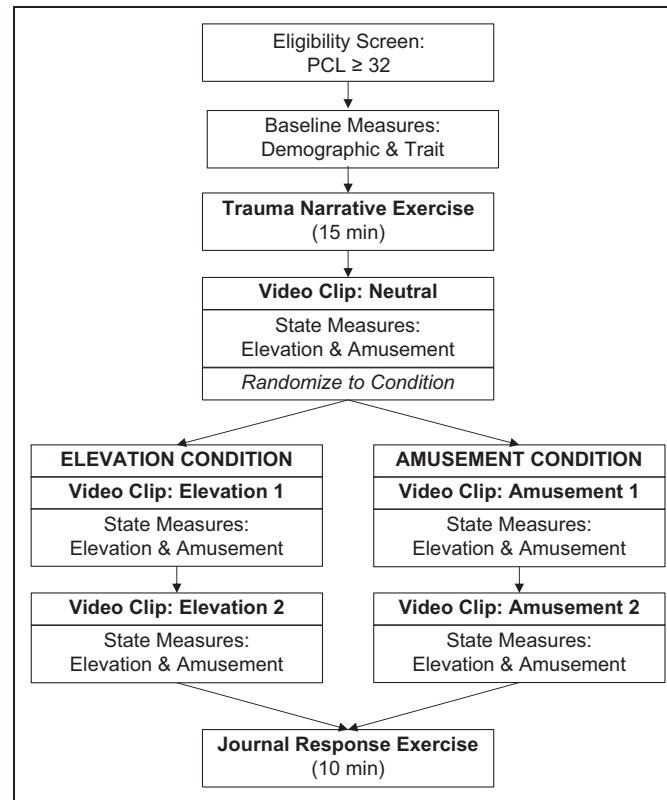 Eligibility Screen:
PCL ≥ 32
Baseline Measures:
Demographic & Trait
Trauma Narrative Exercise
(15 min)
Video Clip: Neutral
State Measures:
Elevation & Amusement
Randomize to Condition
ELEVATION CONDITION
Video Clip: Elevation 1
State Measures:
Elevation & Amusement
Video Clip: Elevation 2
State Measures:
Elevation & Amusement
AMUSEMENT CONDITION
Video Clip: Amusement 1
State Measures:
Elevation & Amusement
Video Clip: Amusement 2
State Measures:
Elevation & Amusement
Journal Response Exercise
(10 min)